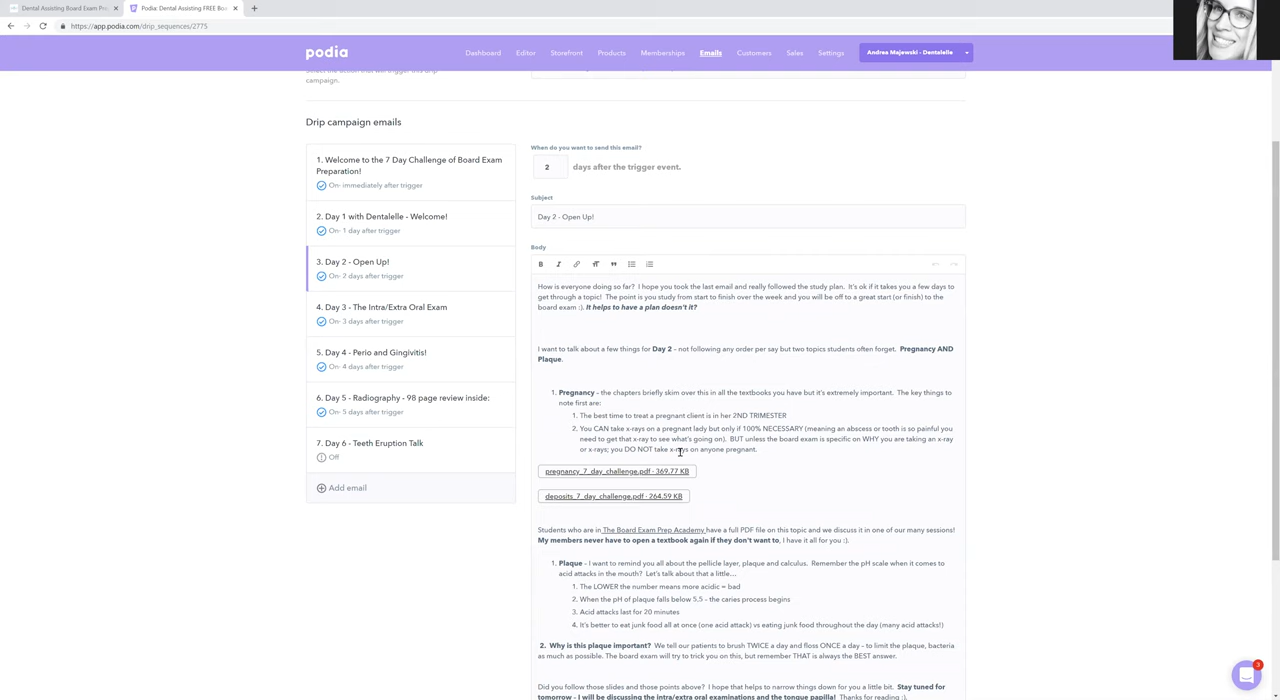 Dental Assisting Board Exam Pre
Podia: Dental Assisting FREE Bo
https://app.podia.com/drip_sequences/2775
podia
Dashboard
Editor
Storefront
Products
Memberships
Emails
Customers
Sales
Settings
Andrea Majewski - Dentalelle
Select the action that will trigger this drip
campaign.
Drip campaign emails
1. Welcome to the 7 Day Challenge of Board Exam
Preparation!
On· immediately after trigger
2. Day 1 with Dentalelle - Welcome!
On· 1 day after trigger
3. Day 2 - Open Up!
On· 2 days after trigger
4. Day 3 - The Intra/Extra Oral Exam
On· 3 days after trigger
5. Day 4 - Perio and Gingivitis!
On· 4 days after trigger
6. Day 5 - Radiography - 98 page review inside:
On· 5 days after trigger
7. Day 6 - Teeth Eruption Talk
Off
Add email
When do you want to send this email?
2 days after the trigger event.
Subject
Day 2 - Open Up!
Body
How is everyone doing so far? I hope you took the last email and really followed the study plan. It's ok if it takes you a few days to
get through a topic! The point is you study from start to finish over the week and you will be off to a great start (or finish) to the
board exam :). It helps to have a plan doesn't it?
I want to talk about a few things for Day 2 – not following any order per say but two topics students often forget. Pregnancy AND
Plaque.
1. Pregnancy – the chapters briefly skim over this in all the textbooks you have but it's extremely important. The key things to
note first are:
1. The best time to treat a pregnant client is in her 2ND TRIMESTER
2. You CAN take x-rays on a pregnant lady but only if 100% NECESSARY (meaning an abscess or tooth is so painful you
need to get that x-ray to see what's going on). BUT unless the board exam is specific on WHY you are taking an x-ray
or x-rays; you DO NOT take x-rays on anyone pregnant.
pregnancy_7_day_challenge.pdf · 369.77 KB
deposits_7_day_challenge.pdf · 264.59 KB
Students who are in The Board Exam Prep Academy have a full PDF file on this topic and we discuss it in one of our many sessions!
My members never have to open a textbook again if they don't want to, I have it all for you :).
1. Plaque – I want to remind you all about the pellicle layer, plaque and calculus. Remember the pH scale when it comes to
acid attacks in the mouth? Let's talk about that a little…
1. The LOWER the number means more acidic = bad
2. When the pH of plaque falls below 5.5 – the caries process begins
3. Acid attacks last for 20 minutes
4. It's better to eat junk food all at once (one acid attack) vs eating junk food throughout the day (many acid attacks!)
2. Why is this plaque important? We tell our patients to brush TWICE a day and floss ONCE a day – to limit the plaque, bacteria
as much as possible. The board exam will try to trick you on this, but remember THAT is always the BEST answer.
Did you follow those slides and those points above? I hope that helps to narrow things down for you a little bit. Stay tuned for
tomorrow – I will be discussing the intra/extra oral examinations and the tongue papilla! Thanks for reading :).
3